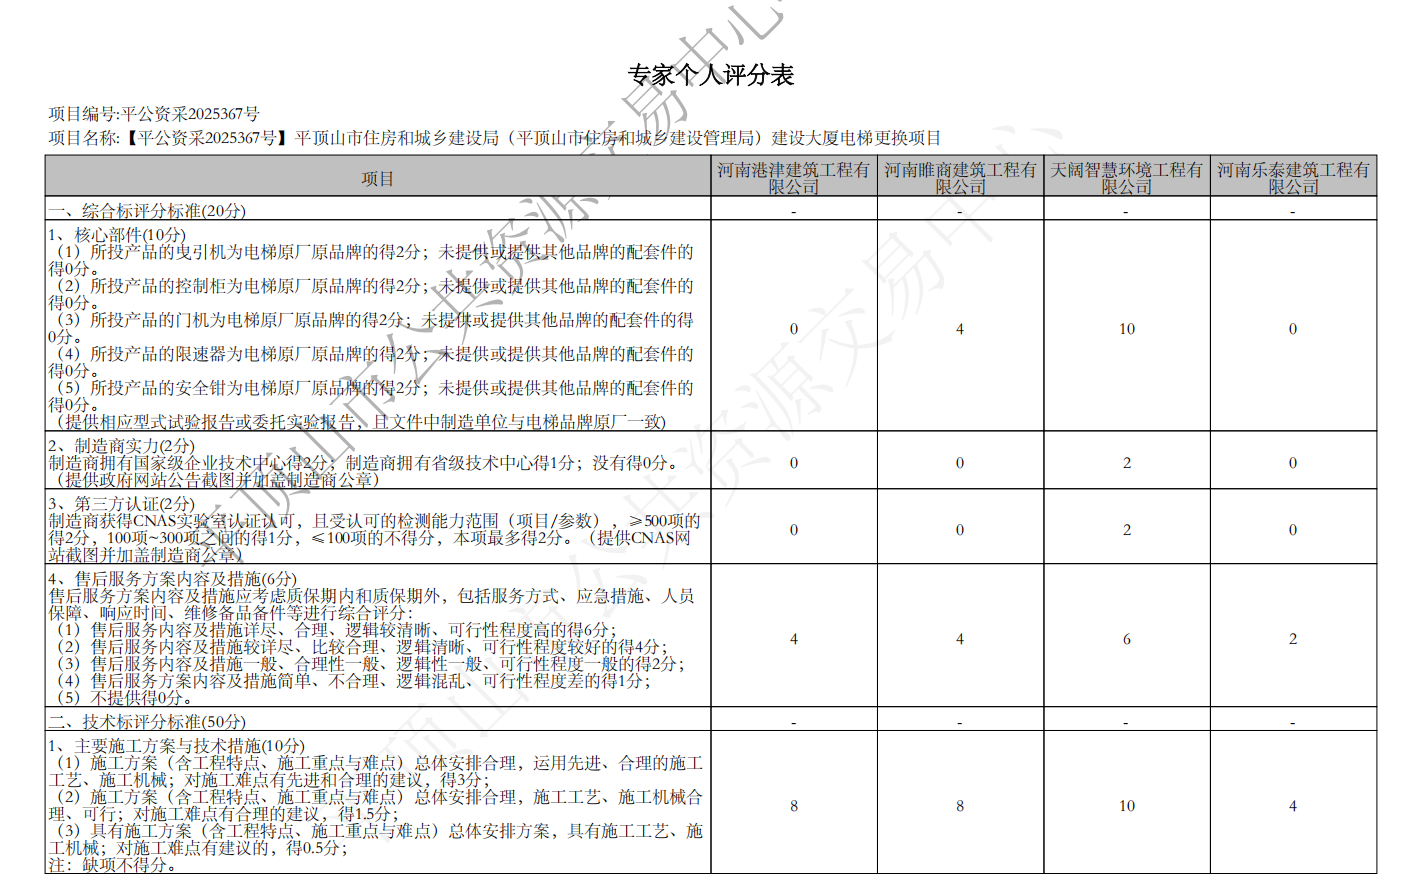 专家个人评分表
项目编号:平公资采2025367号
项目名称:【平公资采2025367号】平顶山市住房和城乡建设局（平顶山市住房和城乡建设管理局）建设大厦电梯更换项目
项目
河南港津建筑工程有
限公司
河南睢商建筑工程有
限公司
天阔智慧环境工程有
限公司
河南乐泰建筑工程有
限公司
一、综合标评分标准(20分)
- - - -
1、核心部件(10分)
（1）所投产品的曳引机为电梯原厂原品牌的得2分；未提供或提供其他品牌的配套件的
得0分。
（2）所投产品的控制柜为电梯原厂原品牌的得2分；未提供或提供其他品牌的配套件的
得0分。
（3）所投产品的门机为电梯原厂原品牌的得2分；未提供或提供其他品牌的配套件的得
0分。
（4）所投产品的限速器为电梯原厂原品牌的得2分；未提供或提供其他品牌的配套件的
得0分。
（5）所投产品的安全钳为电梯原厂原品牌的得2分；未提供或提供其他品牌的配套件的
得0分。
（提供相应型式试验报告或委托实验报告，且文件中制造单位与电梯品牌原厂一致)
0 4 10 0
2、制造商实力(2分)
制造商拥有国家级企业技术中心得2分；制造商拥有省级技术中心得1分；没有得0分。
（提供政府网站公告截图并加盖制造商公章）
0 0 2 0
3、第三方认证(2分)
制造商获得CNAS实验室认证认可，且受认可的检测能力范围（项目/参数），≥500项的
得2分，100项~300项之间的得1分，≤100项的不得分，本项最多得2分。（提供CNAS网
站截图并加盖制造商公章）
0 0 2 0
4、售后服务方案内容及措施(6分)
售后服务方案内容及措施应考虑质保期内和质保期外，包括服务方式、应急措施、人员
保障、响应时间、维修备品备件等进行综合评分：
（1）售后服务内容及措施详尽、合理、逻辑较清晰、可行性程度高的得6分；
（2）售后服务内容及措施较详尽、比较合理、逻辑清晰、可行性程度较好的得4分；
（3）售后服务内容及措施一般、合理性一般、逻辑性一般、可行性程度一般的得2分；
（4）售后服务方案内容及措施简单、不合理、逻辑混乱、可行性程度差的得1分；
（5）不提供得0分。
4 4 6 2
二、技术标评分标准(50分)
- - - -
1、主要施工方案与技术措施(10分)
（1）施工方案（含工程特点、施工重点与难点）总体安排合理，运用先进、合理的施工
工艺、施工机械；对施工难点有先进和合理的建议，得3分；
（2）施工方案（含工程特点、施工重点与难点）总体安排合理，施工工艺、施工机械合
理、可行；对施工难点有合理的建议，得1.5分；
（3）具有施工方案（含工程特点、施工重点与难点）总体安排方案，具有施工工艺、施
工机械；对施工难点有建议的，得0.5分；
注：缺项不得分。
8 8 10 4
平顶山市公共资源交易中心
平顶山市公共资源交易中心